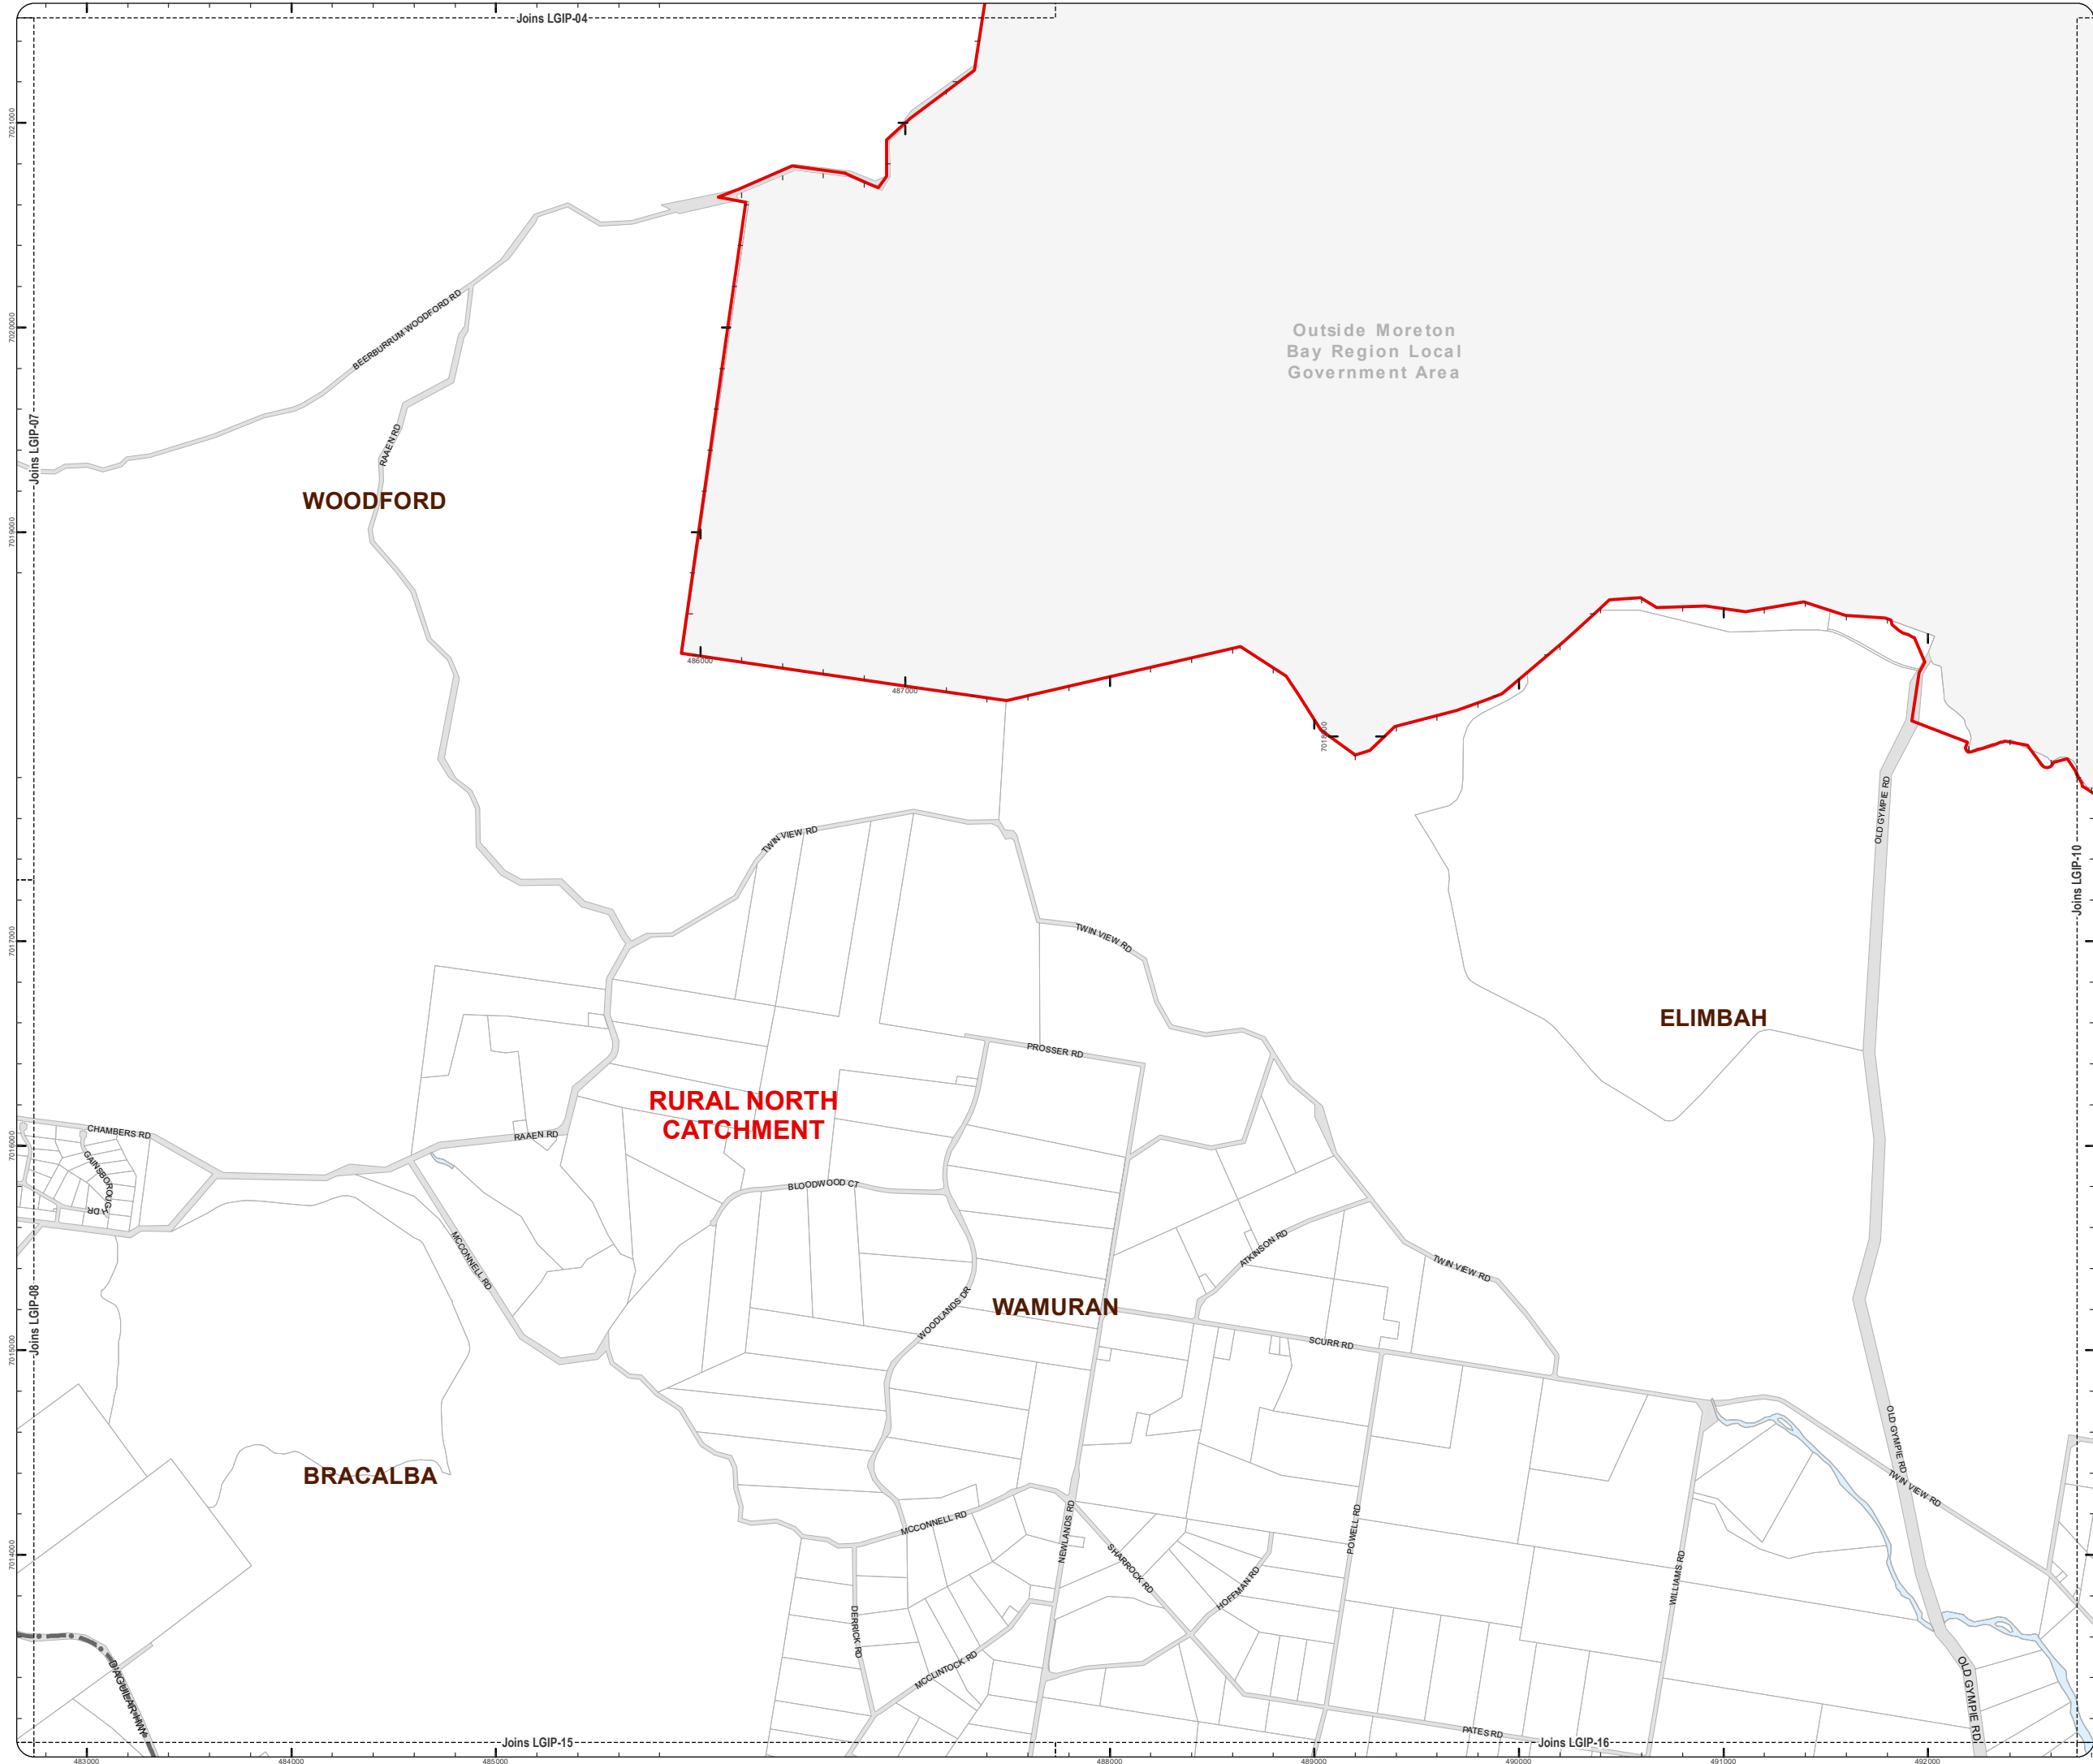 Joins LGIP-04
7021000
Outside Moreton
Bay Region Local
Government Area
7020000
BEERBURRUM WOODFORD RD
Joins LGIP-07
RAAEN RD
WOODFORD
7019000
486000
487000
7018000
OLD GYMPIE RD
TWIN VIEW RD
Joins LGIP-10
7017000
TWIN VIEW RD
ELIMBAH
PROSSER RD
RURAL NORTH
CATCHMENT
7016000
CHAMBERS RD
RAAEN RD
GAINSBOROUGH DR
BLOODWOOD CT
MCCONNELL RD
ATKINSON RD
TWIN VIEW RD
WOODLANDS DR
WAMURAN
Joins LGIP-08
7015000
SCURR RD
OLD GYMPIE RD
BRACALBA
TWIN VIEW RD
MCCONNELL RD
NEWLANDS RD
POWELL RD
7014000
SHARROCK RD
HOFFMAN RD
WILLIAMS RD
DERRICK RD
MCCLINTOCK RD
D'AGUILAR HWY
OLD GYMPIE RD
PATES RD
Joins LGIP-15
Joins LGIP-16
483000
484000
485000
488000
489000
490000
491000
492000